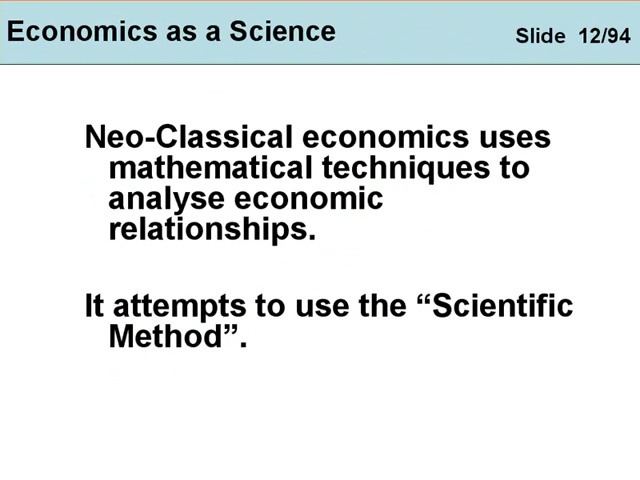 Economics as a Science
Slide 12/94
Neo-Classical economics uses
mathematical techniques to
analyse economic
relationships.
It attempts to use the “Scientific
Method”.